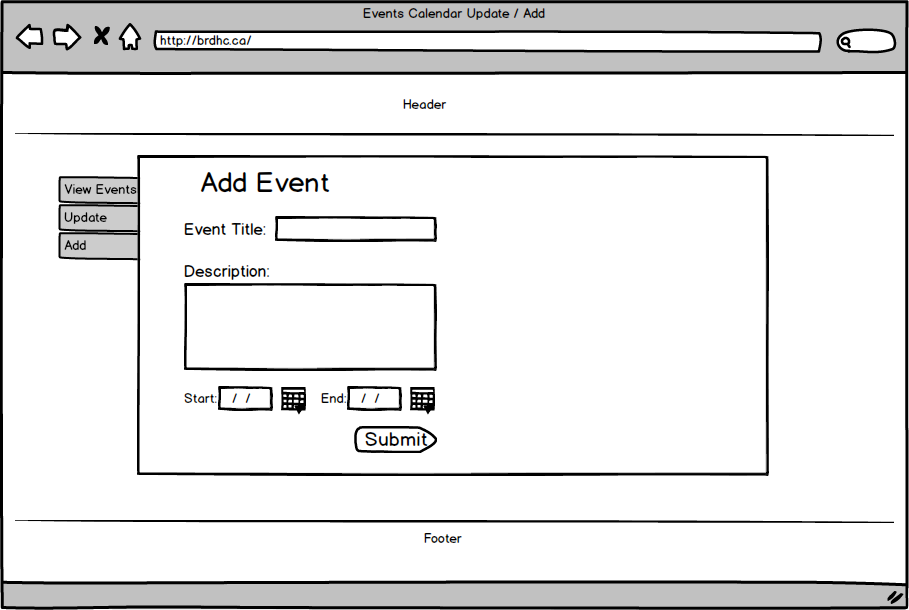 Events Calendar Update / Add
http://brdhc.ca/
Header
View Events
Update
Add
Add Event
Event Title:
Description:
Start: / / End: / /
Submit
Footer